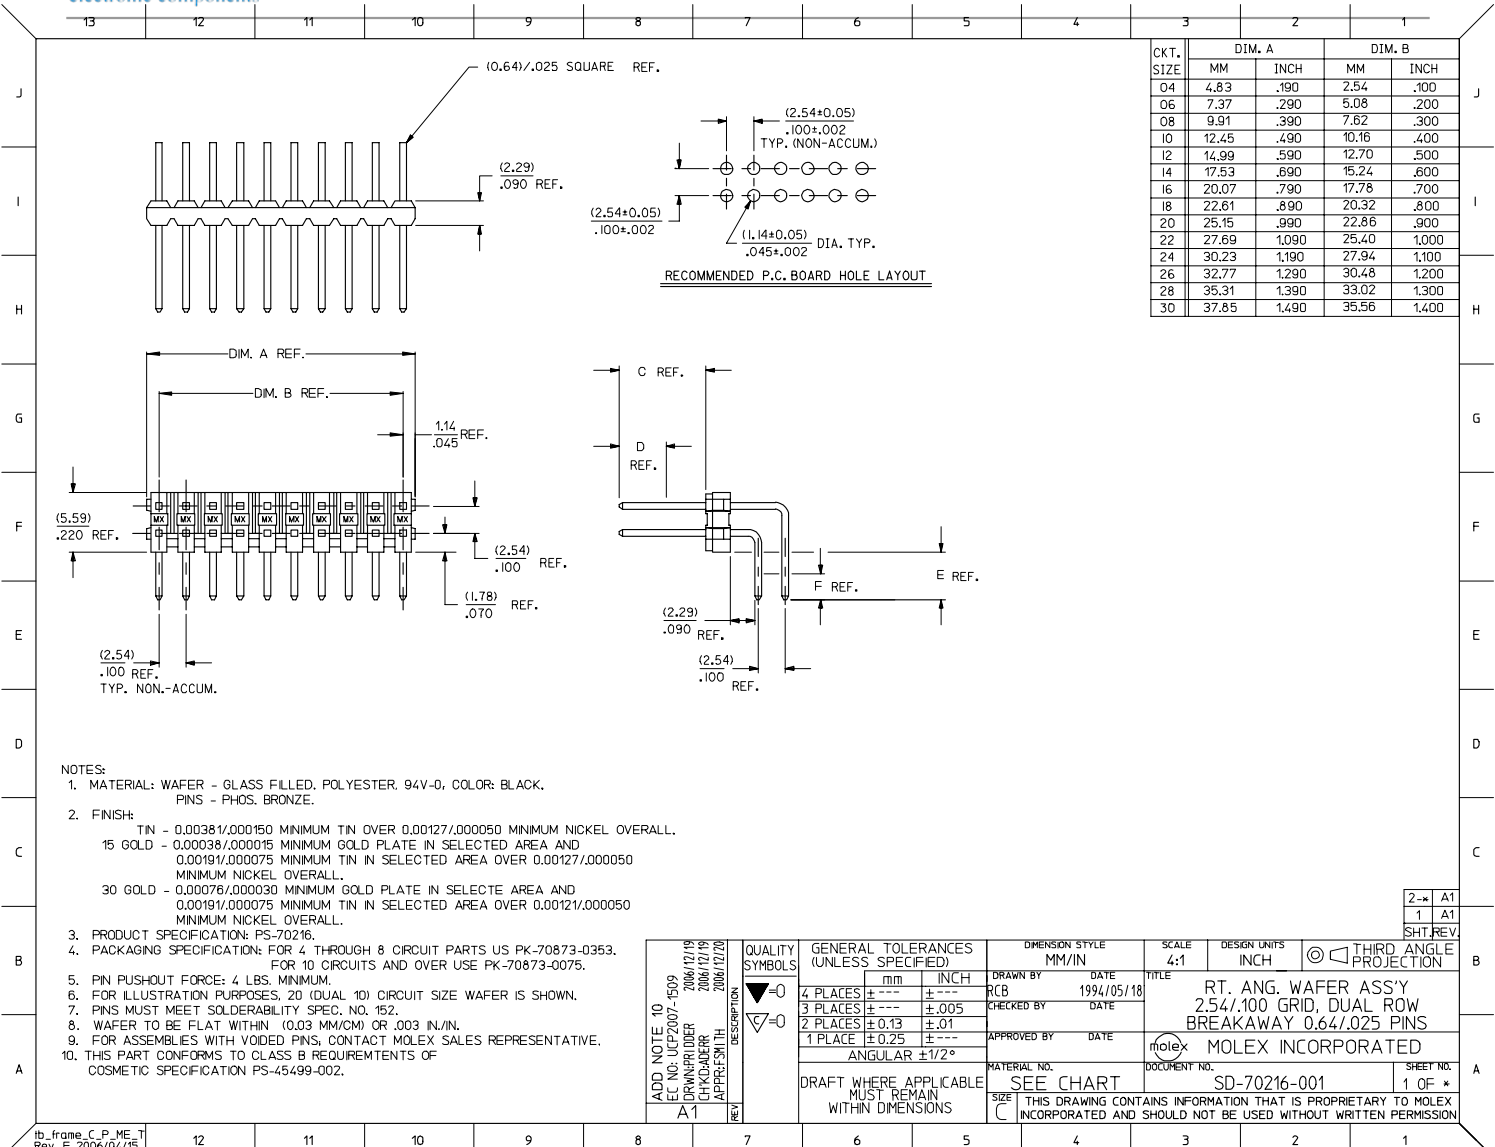 13 12 11 10 9 8 7 6 5 4 3 2 1
J
I
H
G
F
E
D
C
B
A
(0.64)/.025 SQUARE REF.
(2.29)
.090 REF.
(2.54±0.05)
.100±.002
TYP. (NON-ACCUM.)
(2.54±0.05)
.100±.002
(1.14±0.05)
.045±.002 DIA. TYP.
RECOMMENDED P.C. BOARD HOLE LAYOUT
CKT. SIZE DIM. A DIM. B
MM INCH MM INCH
04 4.83 .190 2.54 .100
06 7.37 .290 5.08 .200
08 9.91 .390 7.62 .300
10 12.45 .490 10.16 .400
12 14.99 .590 12.70 .500
14 17.53 .690 15.24 .600
16 20.07 .790 17.78 .700
18 22.61 .890 20.32 .800
20 25.15 .990 22.86 .900
22 27.69 1.090 25.40 1.000
24 30.23 1.190 27.94 1.100
26 32.77 1.290 30.48 1.200
28 35.31 1.390 33.02 1.300
30 37.85 1.490 35.56 1.400
DIM. A REF.
DIM. B REF.
1.14
.045 REF.
(5.59)
.220 REF.
MX MX MX MX MX MX MX MX MX MX
(2.54)
.100 REF.
(1.78)
.070 REF.
(2.54)
.100 REF.
TYP. NON.-ACCUM.
C REF.
D
REF.
E REF.
F REF.
(2.29)
.090 REF.
(2.54)
.100
REF.
NOTES:
1. MATERIAL: WAFER - GLASS FILLED, POLYESTER, 94V-0, COLOR: BLACK.
PINS - PHOS. BRONZE.
2. FINISH:
TIN - 0.00381/.000150 MINIMUM TIN OVER 0.00127/.000050 MINIMUM NICKEL OVERALL.
15 GOLD - 0.00038/.000015 MINIMUM GOLD PLATE IN SELECTED AREA AND
0.00191/.000075 MINIMUM TIN IN SELECTED AREA OVER 0.00127/.000050
MINIMUM NICKEL OVERALL.
30 GOLD - 0.00076/.000030 MINIMUM GOLD PLATE IN SELECTE AREA AND
0.00191/.000075 MINIMUM TIN IN SELECTED AREA OVER 0.00121/.000050
MINIMUM NICKEL OVERALL.
3. PRODUCT SPECIFICATION: PS-70216.
4. PACKAGING SPECIFICATION: FOR 4 THROUGH 8 CIRCUIT PARTS US PK-70873-0353.
FOR 10 CIRCUITS AND OVER USE PK-70873-0075.
5. PIN PUSHOUT FORCE: 4 LBS. MINIMUM.
6. FOR ILLUSTRATION PURPOSES, 20 (DUAL 10) CIRCUIT SIZE WAFER IS SHOWN.
7. PINS MUST MEET SOLDERABILITY SPEC. NO. 152.
8. WAFER TO BE FLAT WITHIN (0.03 MM/CM) OR .003 IN./IN.
9. FOR ASSEMBLIES WITH VOIDED PINS; CONTACT MOLEX SALES REPRESENTATIVE.
10. THIS PART CONFORMS TO CLASS B REQUIREMTENTS OF
COSMETIC SPECIFICATION PS-45499-002.
2-* A1
1 A1
SHT. REV.
ADD NOTE 10
EC NO: UCP2007-1509
DRWN:PRIDDER 2006/12/19
CH'KD:ADERR 2006/12/19
APPR:FSMITH 2006/12/20
A1
DESCRIPTION
REV
QUALITY SYMBOLS
=0
C =0
GENERAL TOLERANCES
(UNLESS SPECIFIED)
mm INCH
4 PLACES ±--- ±---
3 PLACES ±--- ±.005
2 PLACES ±0.13 ±.01
1 PLACE ±0.25 ±---
ANGULAR ±1/2°
DRAFT WHERE APPLICABLE
MUST REMAIN
WITHIN DIMENSIONS
DIMENSION STYLE
MM/IN
SCALE
4:1
DESIGN UNITS
INCH
THIRD ANGLE
PROJECTION
DRAWN BY DATE
RCB 1994/05/18
CHECKED BY DATE
APPROVED BY DATE
TITLE
RT. ANG. WAFER ASS'Y
2.54/.100 GRID, DUAL ROW
BREAKAWAY 0.64/.025 PINS
molex MOLEX INCORPORATED
MATERIAL NO.
SEE CHART
DOCUMENT NO.
SD-70216-001
SHEET NO.
1 OF *
SIZE
C
THIS DRAWING CONTAINS INFORMATION THAT IS PROPRIETARY TO MOLEX
INCORPORATED AND SHOULD NOT BE USED WITHOUT WRITTEN PERMISSION
J
I
H
G
F
E
D
C
B
A
tb_frame_C_P_ME_T
12 11 10 9 8 7 6 5 4 3 2 1